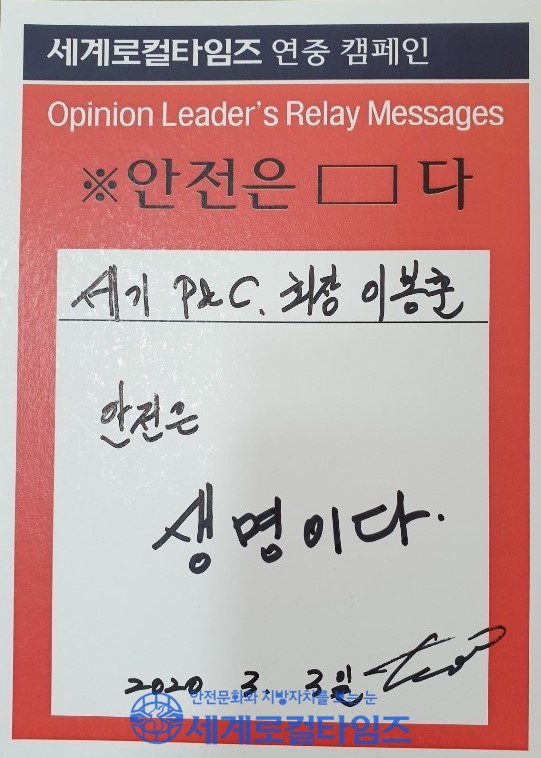 세계로컬타임즈 연중 캠페인
Opinion Leader's Relay Messages
※안전은 □ 다
세기 P&C. 회장 이봉훈
안전은
생명이다.
2020 3. 3일
안전문화와 지방자치를 보는 눈
세계로컬타임즈